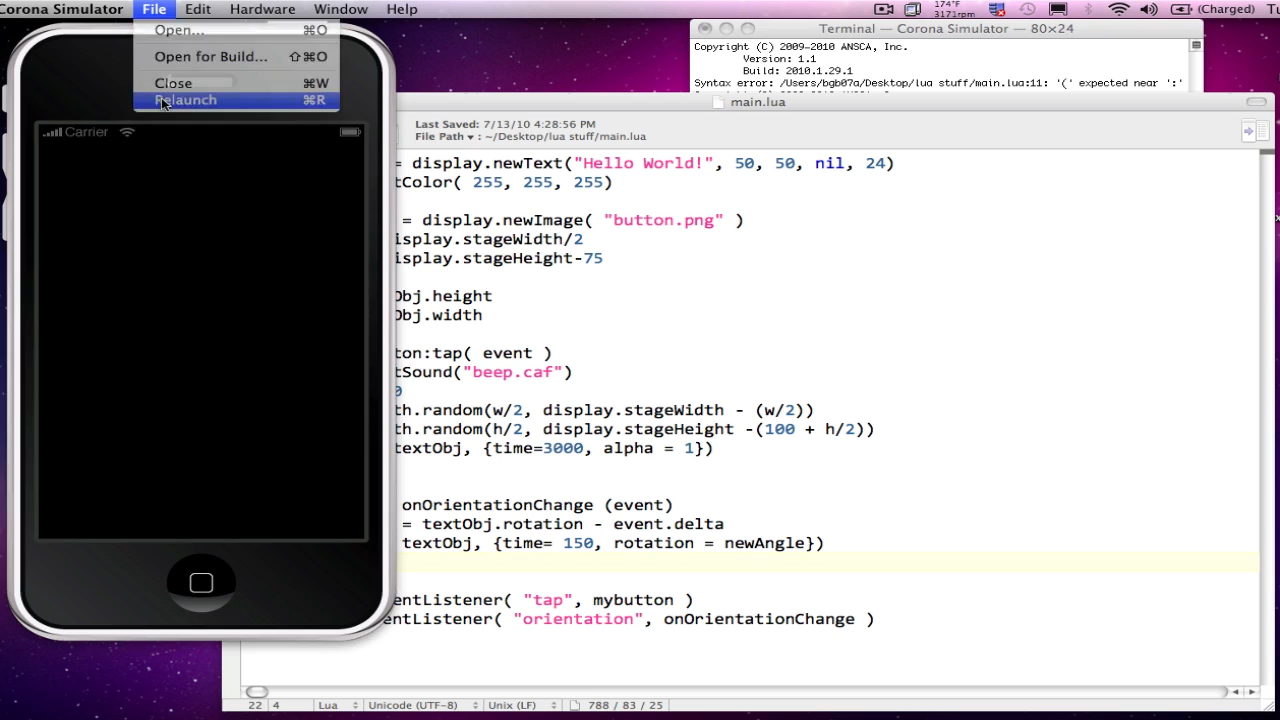 Corona Simulator File Edit Hardware Window Help 174°F 3171rpm (Charged) Tu
Open... ⌘O
Open for Build... ⇧⌘O
Close ⌘W
Relaunch ⌘R
Carrier
Terminal — Corona Simulator — 80×24
Copyright (C) 2009-2010 ANSCA, Inc.
Version: 1.1
Build: 2010.1.29.1
Syntax error: /Users/bgb07a/Desktop/lua stuff/main.lua:11: '(' expected near ':'
main.lua
Last Saved: 7/13/10 4:28:56 PM
File Path ▾ : ~/Desktop/lua stuff/main.lua
= display.newText("Hello World!", 50, 50, nil, 24)
tColor( 255, 255, 255)
= display.newImage( "button.png" )
isplay.stageWidth/2
isplay.stageHeight-75
Obj.height
Obj.width
ton:tap( event )
tSound("beep.caf")
0
th.random(w/2, display.stageWidth - (w/2))
th.random(h/2, display.stageHeight -(100 + h/2))
textObj, {time=3000, alpha = 1})
onOrientationChange (event)
= textObj.rotation - event.delta
textObj, {time= 150, rotation = newAngle})
entListener( "tap", mybutton )
entListener( "orientation", onOrientationChange )
22 4 Lua Unicode (UTF-8) Unix (LF) 788 / 83 / 25